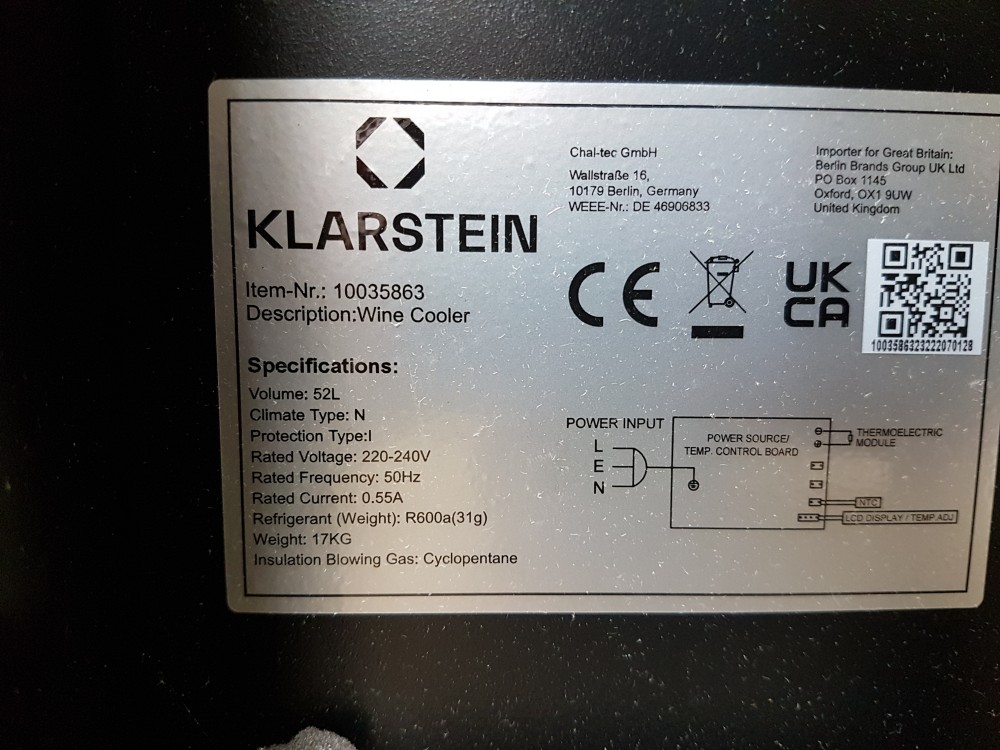 KLARSTEIN
Item-Nr.: 10035863
Description:Wine Cooler
Chal-tec GmbH
Wallstraße 16,
10179 Berlin, Germany
WEEE-Nr.: DE 46906833
Importer for Great Britain:
Berlin Brands Group UK Ltd
PO Box 1145
Oxford, OX1 9UW
United Kingdom
CE
UK
CA
1003586323222070128
Specifications:
Volume: 52L
Climate Type: N
Protection Type:I
Rated Voltage: 220-240V
Rated Frequency: 50Hz
Rated Current: 0.55A
Refrigerant (Weight): R600a(31g)
Weight: 17KG
Insulation Blowing Gas: Cyclopentane
POWER INPUT
L
E
N
POWER SOURCE/
TEMP. CONTROL BOARD
THERMOELECTRIC
MODULE
NTC
LCD DISPLAY / TEMP.ADJ